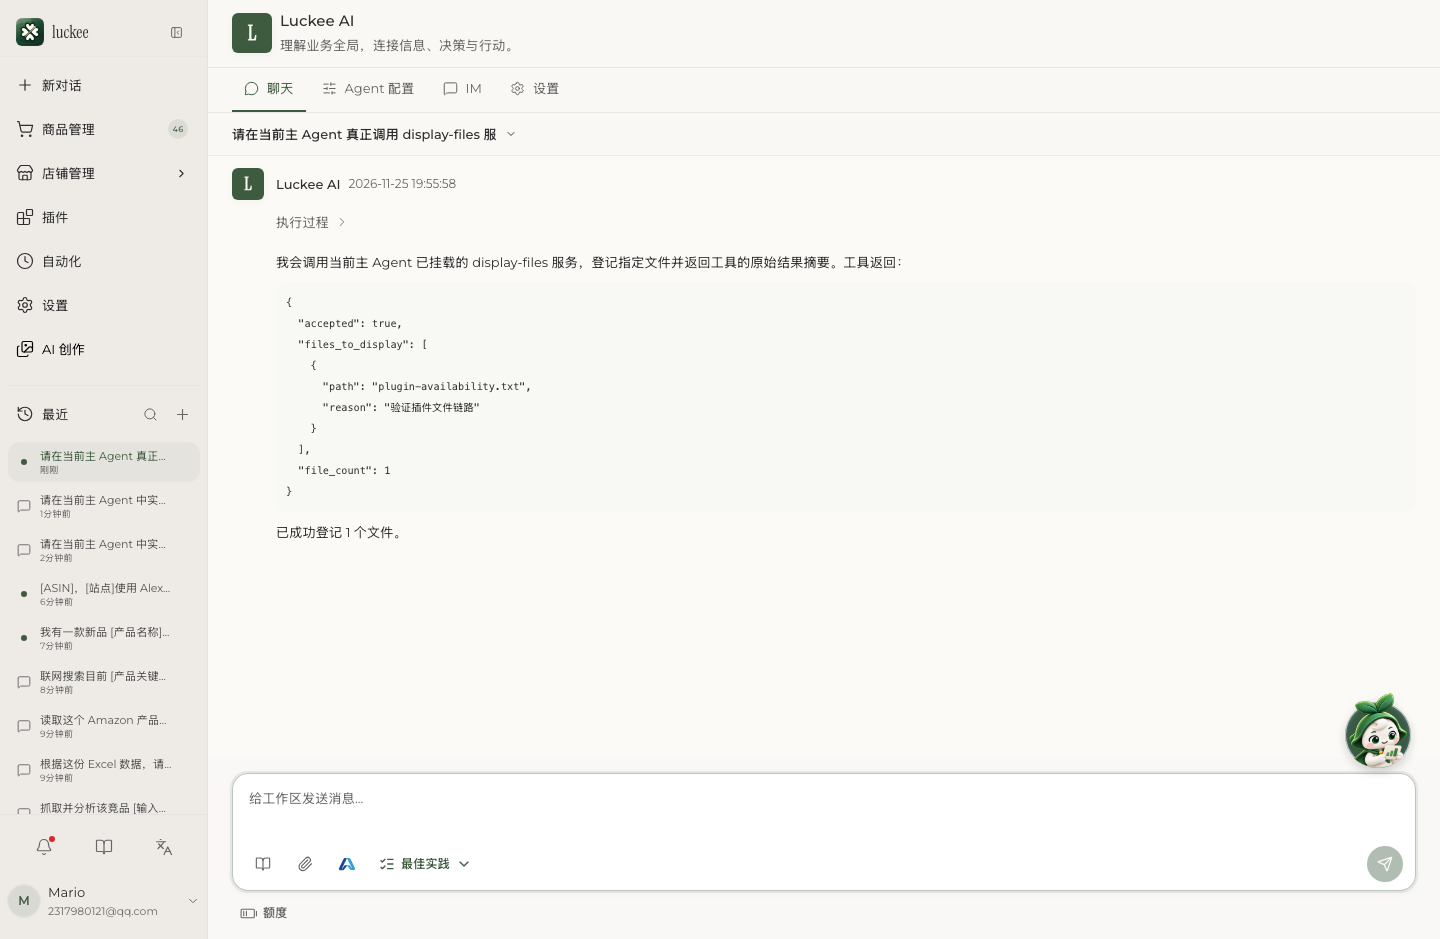 luckee
新对话
商品管理
46
店铺管理
插件
自动化
设置
AI 创作
最近
请在当前主 Agent 真正...
刚刚
请在当前主 Agent 中实...
1分钟前
请在当前主 Agent 中实...
2分钟前
[ASIN]，[站点]使用 Alex...
6分钟前
我有一款新品 [产品名称]...
7分钟前
联网搜索目前 [产品关键...
8分钟前
读取这个 Amazon 产品...
9分钟前
根据这份 Excel 数据，请...
9分钟前
抓取并分析该竞品 [输入...
M
Mario
2317980121@qq.com
L
Luckee AI
理解业务全局，连接信息、决策与行动。
聊天
Agent 配置
IM
设置
请在当前主 Agent 真正调用 display-files 服
L
Luckee AI 2026-11-25 19:55:58
执行过程
我会调用当前主 Agent 已挂载的 display-files 服务，登记指定文件并返回工具的原始结果摘要。工具返回：
{
"accepted": true,
"files_to_display": [
{
"path": "plugin-availability.txt",
"reason": "验证插件文件链路"
}
],
"file_count": 1
}
已成功登记 1 个文件。
给工作区发送消息...
最佳实践
额度